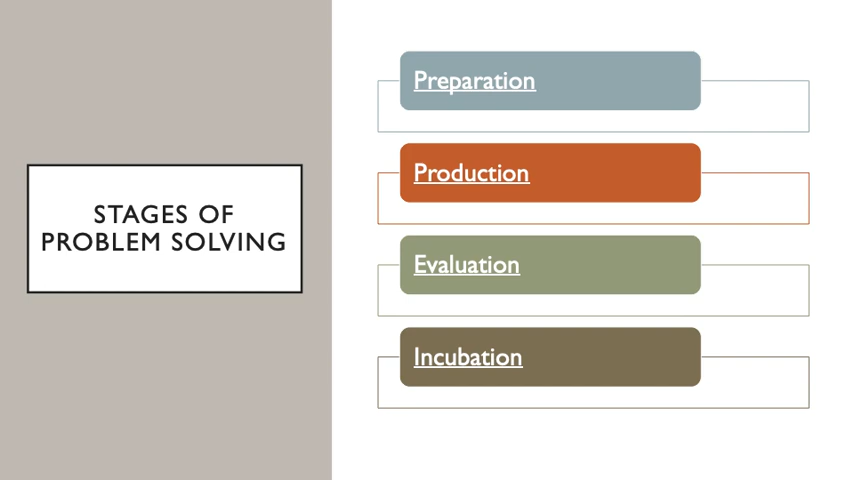 STAGES OF
PROBLEM SOLVING
Preparation
Production
Evaluation
Incubation